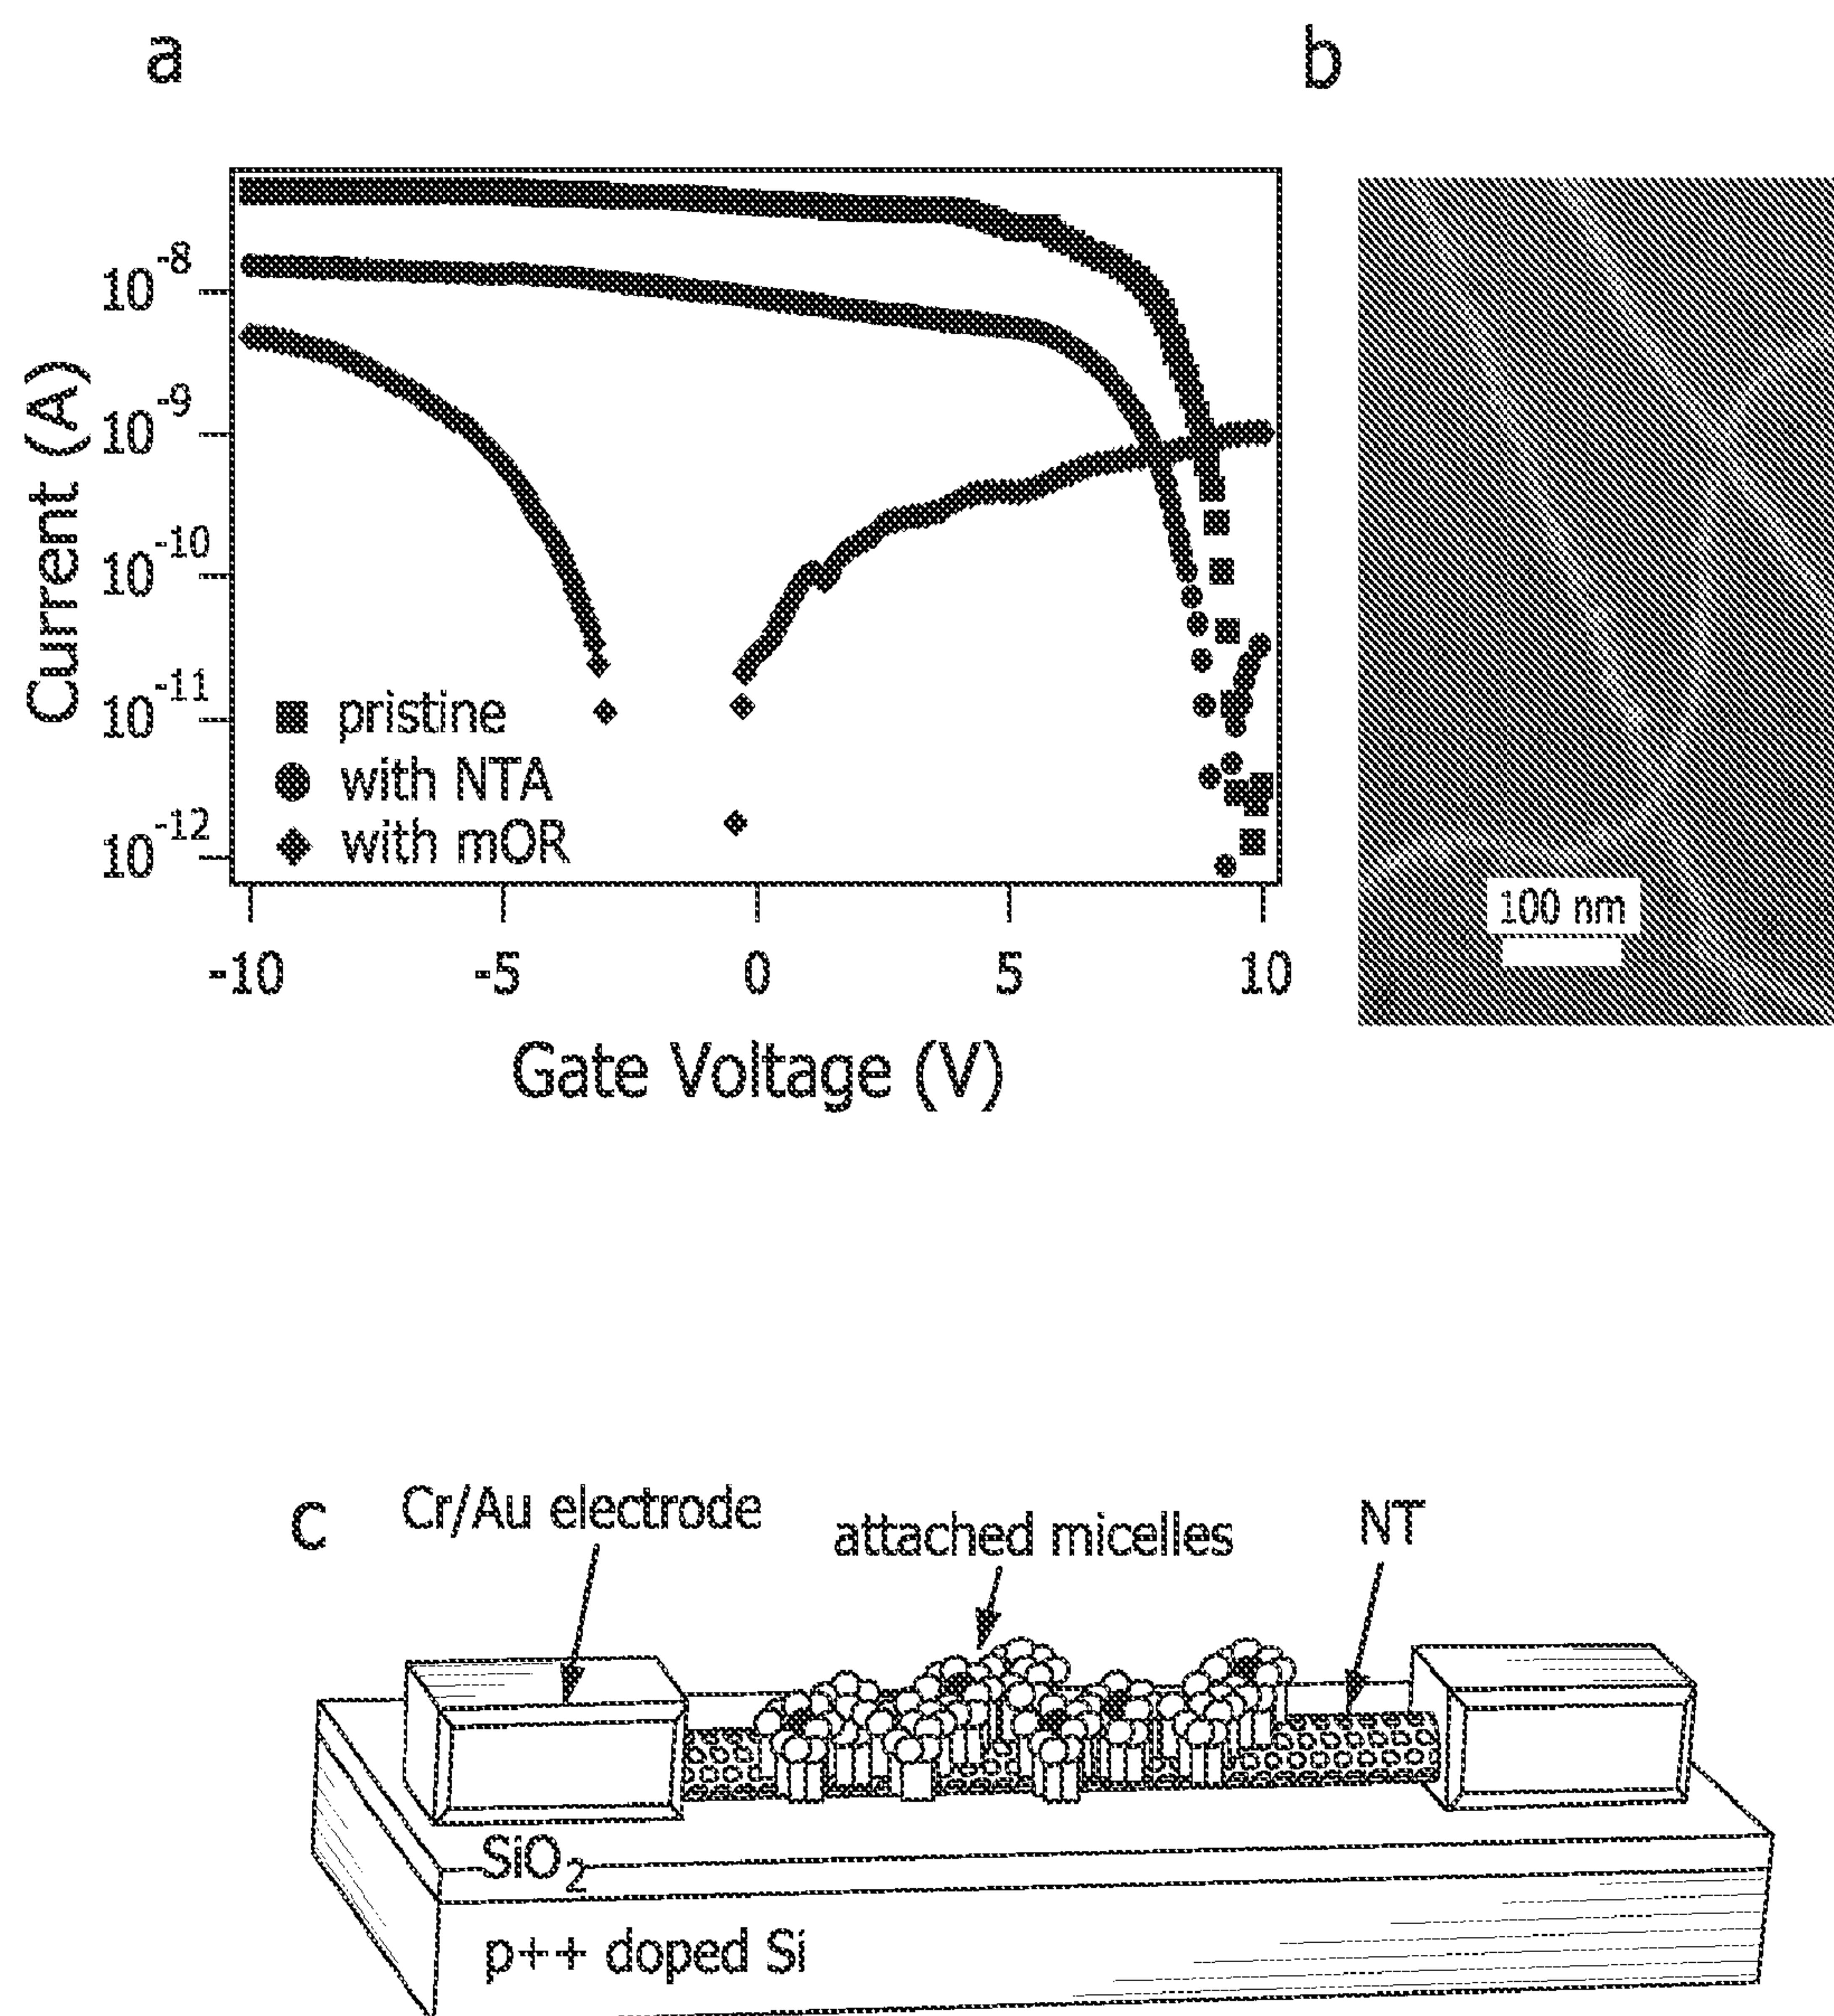 a
b
10⁻⁸
10⁻⁹
10⁻¹⁰
10⁻¹¹
10⁻¹²
Current (A)
pristine
with NTA
with mOR
-10 -5 0 5 10
Gate Voltage (V)
100 nm
c
Cr/Au electrode
attached micelles
NT
SiO₂
p++ doped Si